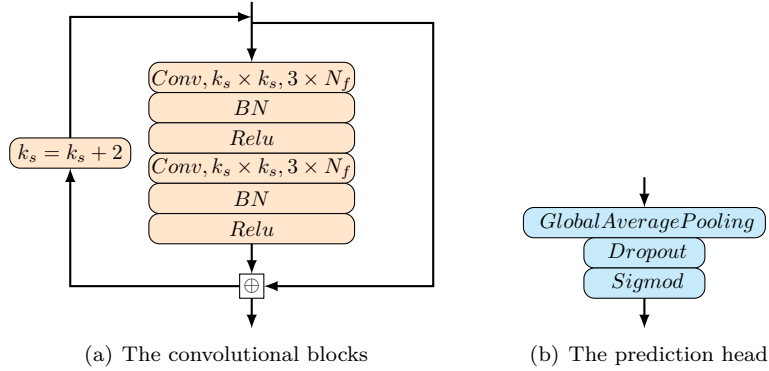 Conv, k_s × k_s, 3 × N_f
BN
Relu
k_s = k_s + 2
Conv, k_s × k_s, 3 × N_f
BN
Relu
⊕
(a) The convolutional blocks
GlobalAveragePooling
Dropout
Sigmod
(b) The prediction head